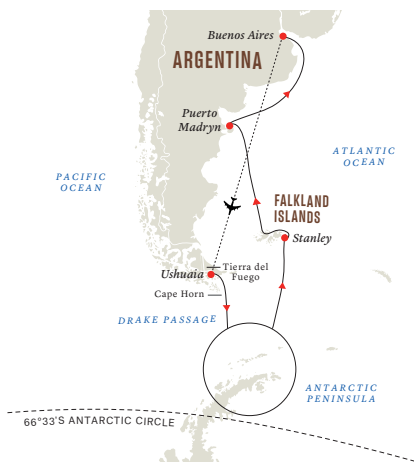 Buenos Aires
ARGENTINA
Puerto
Madryn
ATLANTIC
OCEAN
PACIFIC
OCEAN
FALKLAND
ISLANDS
Stanley
Ushuaia
Tierra del
Fuego
Cape Horn
DRAKE PASSAGE
ANTARCTIC
PENINSULA
66°33'S ANTARCTIC CIRCLE